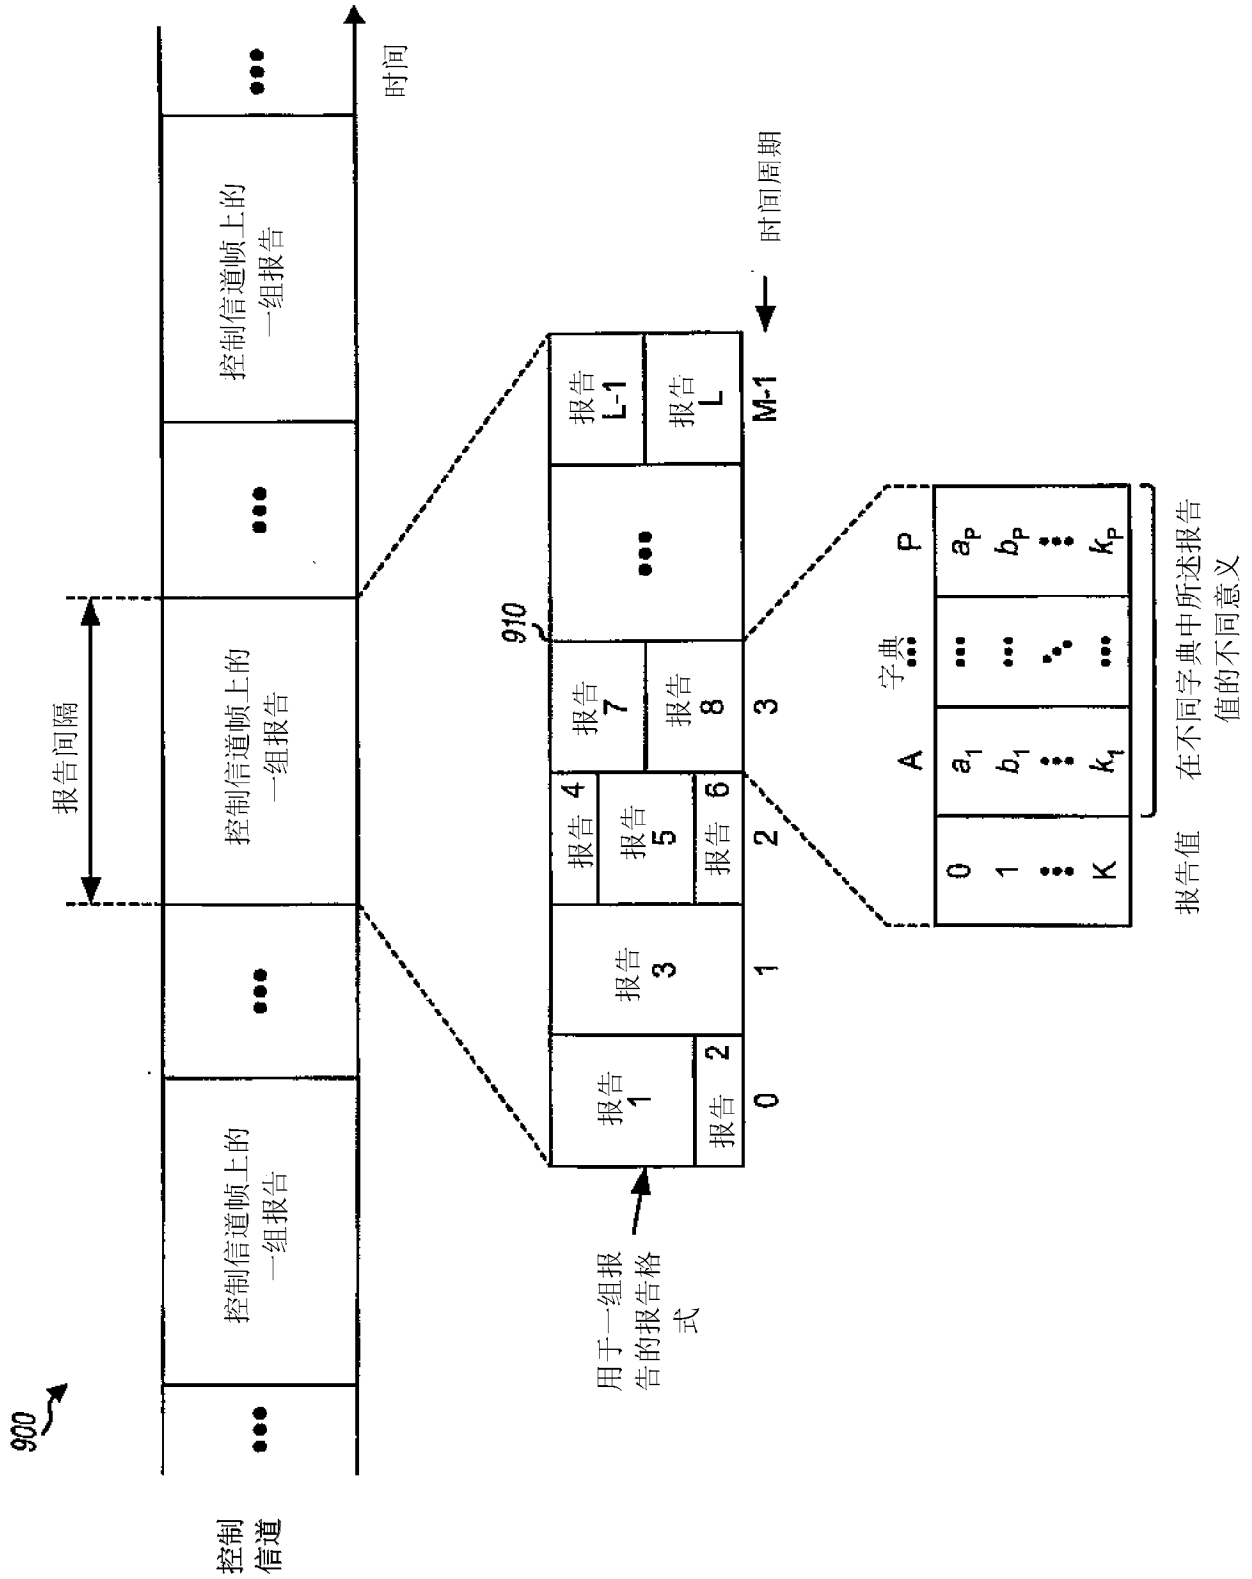 900
报告间隔
控制
信道
•••
控制信道帧上的
一组报告
•••
控制信道帧上的
一组报告
•••
控制信道帧上的
一组报告
•••
时间
用于一组报
告的报告格
式
910
报告
1
报告 2
报告
3
报告 4
报告
5
报告 6
报告
7
报告
8
•••
报告
L-1
报告
L
0
1
2
3
M-1
时间周期
字典
A ••• P
0 a1 ••• aP
1 b1 ••• bP
K k1 ••• kP
报告值
在不同字典中所述报告
值的不同意义